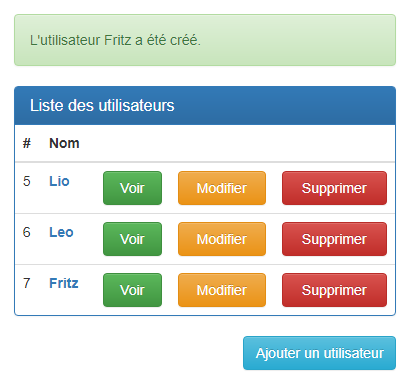 L'utilisateur Fritz a été créé.
Liste des utilisateurs
# Nom
5 Lio Voir Modifier Supprimer
6 Leo Voir Modifier Supprimer
7 Fritz Voir Modifier Supprimer
Ajouter un utilisateur